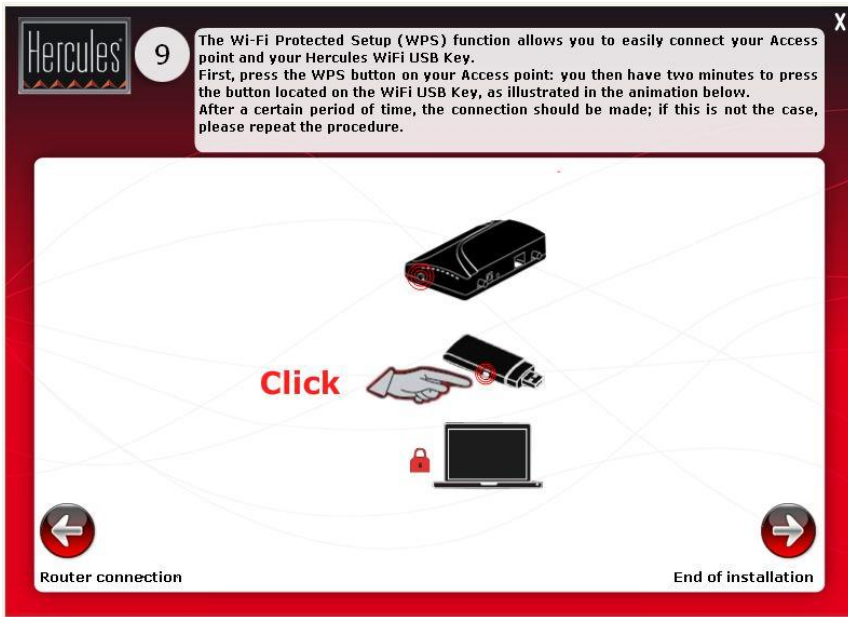 X
Hercules
9
The Wi-Fi Protected Setup (WPS) function allows you to easily connect your Access
point and your Hercules WiFi USB Key.
First, press the WPS button on your Access point: you then have two minutes to press
the button located on the WiFi USB Key, as illustrated in the animation below.
After a certain period of time, the connection should be made; if this is not the case,
please repeat the procedure.
Click
Router connection
End of installation